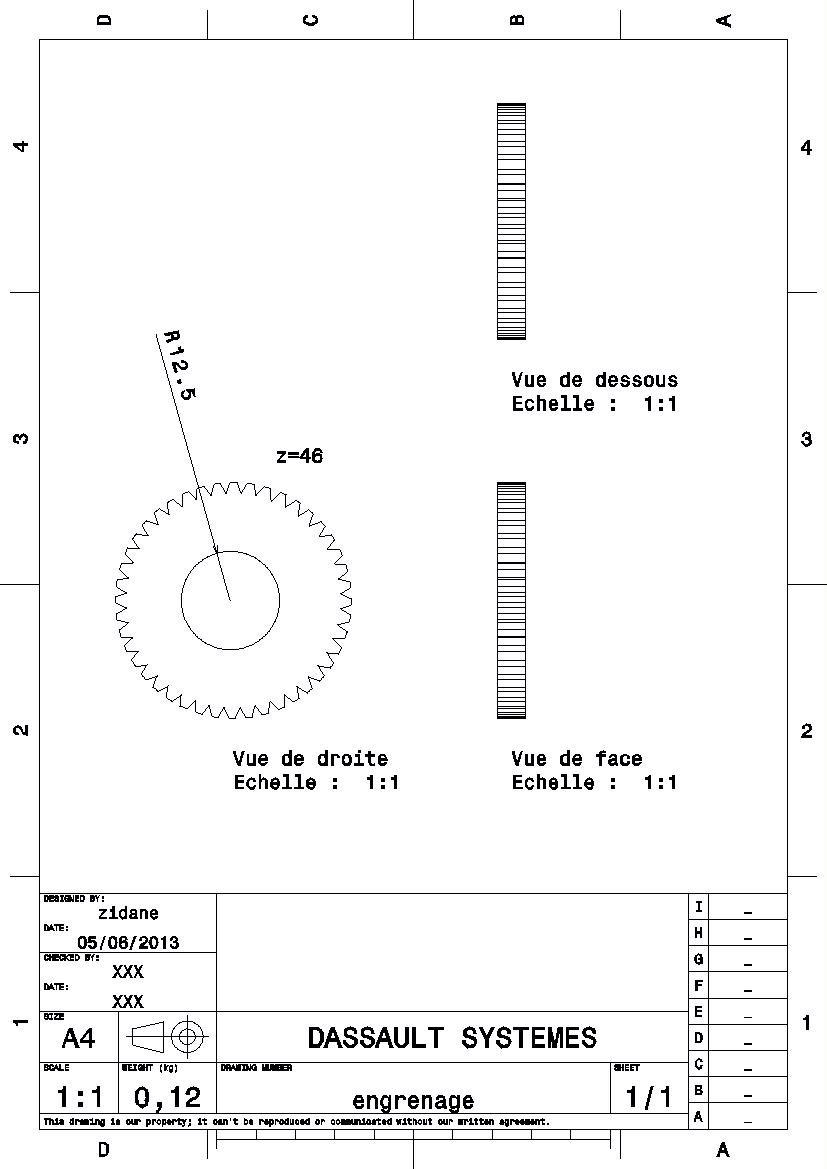 D C B A
4 4
R12.5
Vue de dessous
Echelle : 1:1
3 3
z=46
2 2
Vue de droite
Echelle : 1:1
Vue de face
Echelle : 1:1
DESIGNED BY:
zidane
DATE:
05/06/2013
CHECKED BY:
XXX
DATE:
XXX
SIZE
A4
DASSAULT SYSTEMES
SCALE
1:1
WEIGHT (kg)
0,12
DRAWING NUMBER
engrenage
SHEET
1/1
This drawing is our property; it can't be reproduced or communicated without our written agreement.
I _
H _
G _
F _
E _
D _
C _
B _
A _
1 1
D A